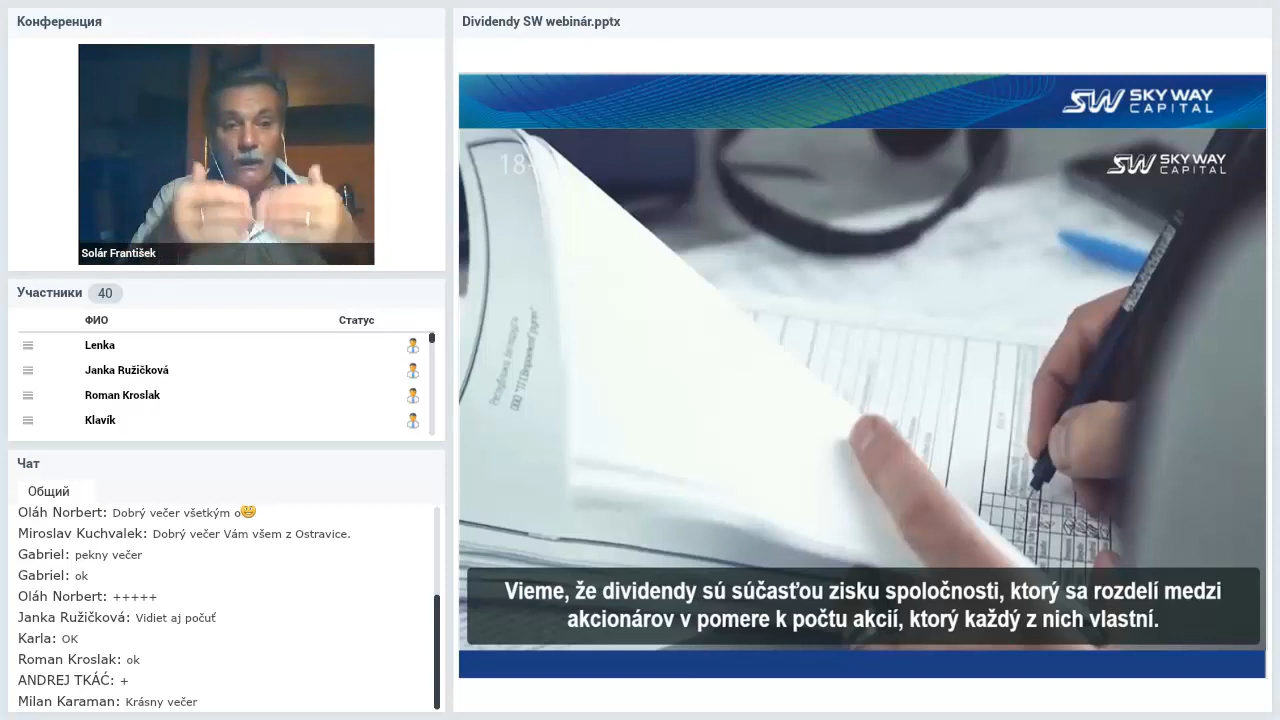 Конференция
Solár František
Участники 40
ФИО Статус
Lenka
Janka Ružičková
Roman Kroslak
Klavík
Чат
Общий
Oláh Norbert: Dobrý večer všetkým o
Miroslav Kuchvalek: Dobrý večer Vám všem z Ostravice.
Gabriel: pekny večer
Gabriel: ok
Oláh Norbert: +++++
Janka Ružičková: Vidiet aj počuť
Karla: OK
Roman Kroslak: ok
ANDREJ TKÁČ: +
Milan Karaman: Krásny večer
Dividendy SW webinár.pptx
SW SKY WAY
CAPITAL
18+
SW SKY WAY
CAPITAL
Республика Беларусь
Vieme, že dividendy sú súčasťou zisku spoločnosti, ktorý sa rozdelí medzi
akcionárov v pomere k počtu akcií, ktorý každý z nich vlastní.